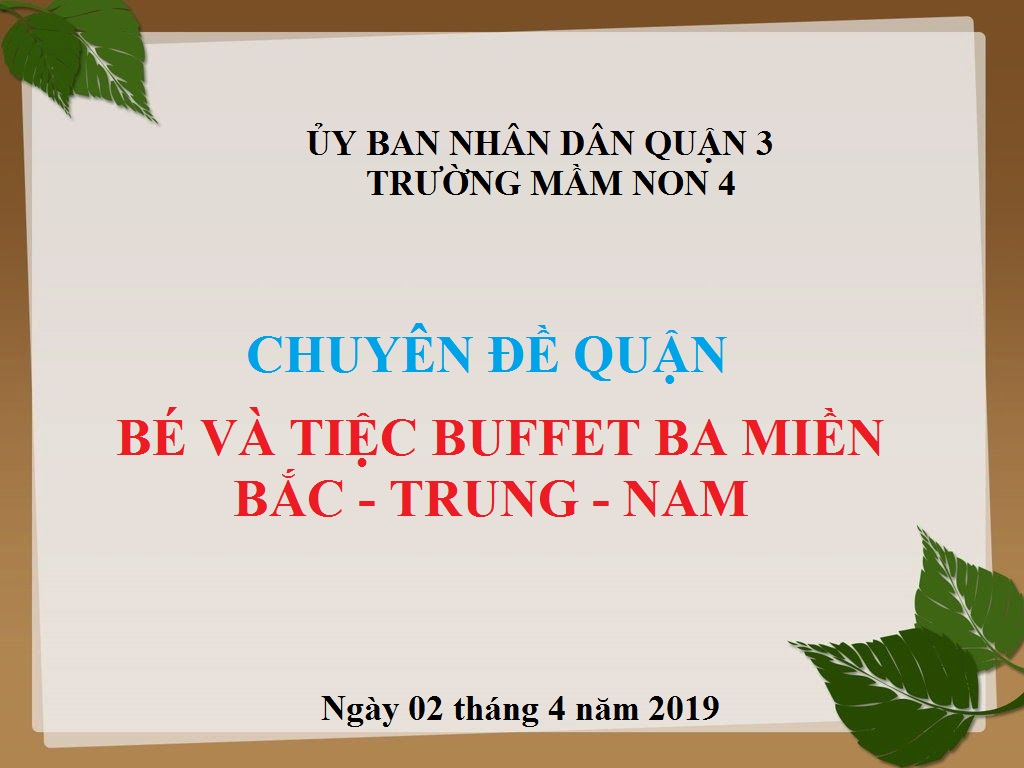 ỦY BAN NHÂN DÂN QUẬN 3
TRƯỜNG MẦM NON 4
CHUYÊN ĐỀ QUẬN
BÉ VÀ TIỆC BUFFET BA MIỀN
BẮC - TRUNG - NAM
Ngày 02 tháng 4 năm 2019